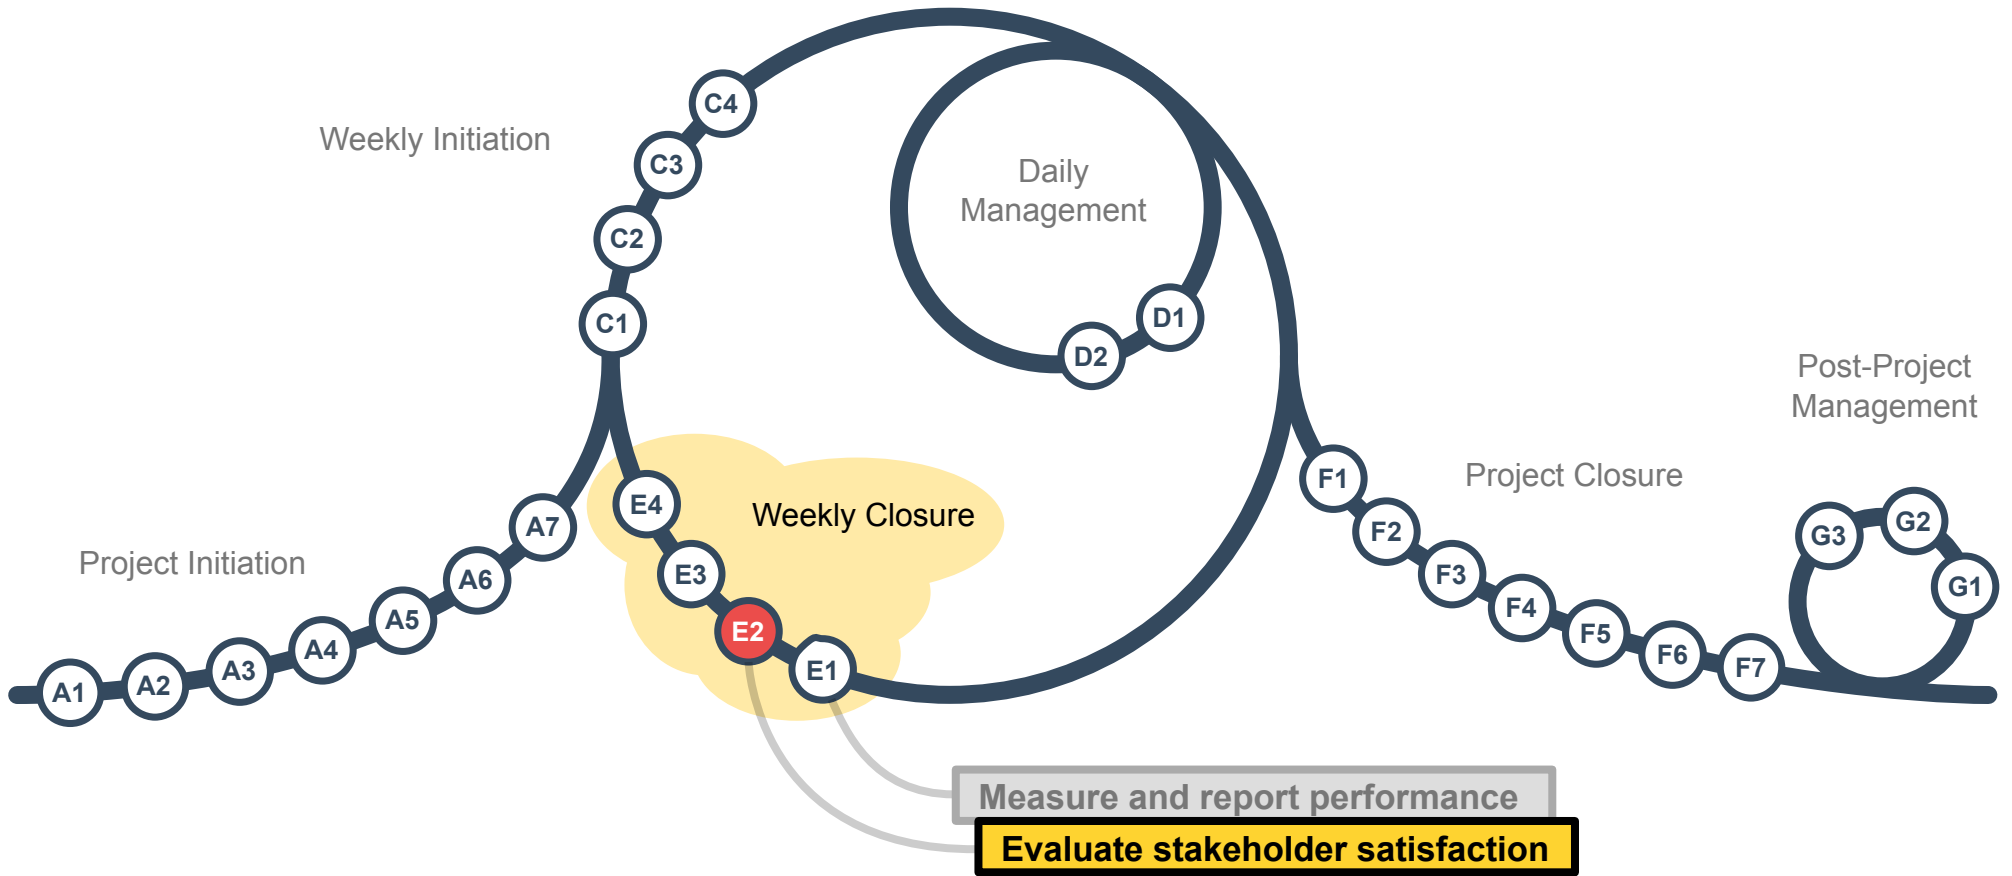 Weekly Initiation
C4
C3
C2
C1
Daily
Management
D1
D2
Post-Project
Management
Project Closure
F1
F2
F3
F4
F5
F6
F7
G3
G2
G1
Weekly Closure
E4
E3
E2
E1
Project Initiation
A1
A2
A3
A4
A5
A6
A7
Measure and report performance
Evaluate stakeholder satisfaction